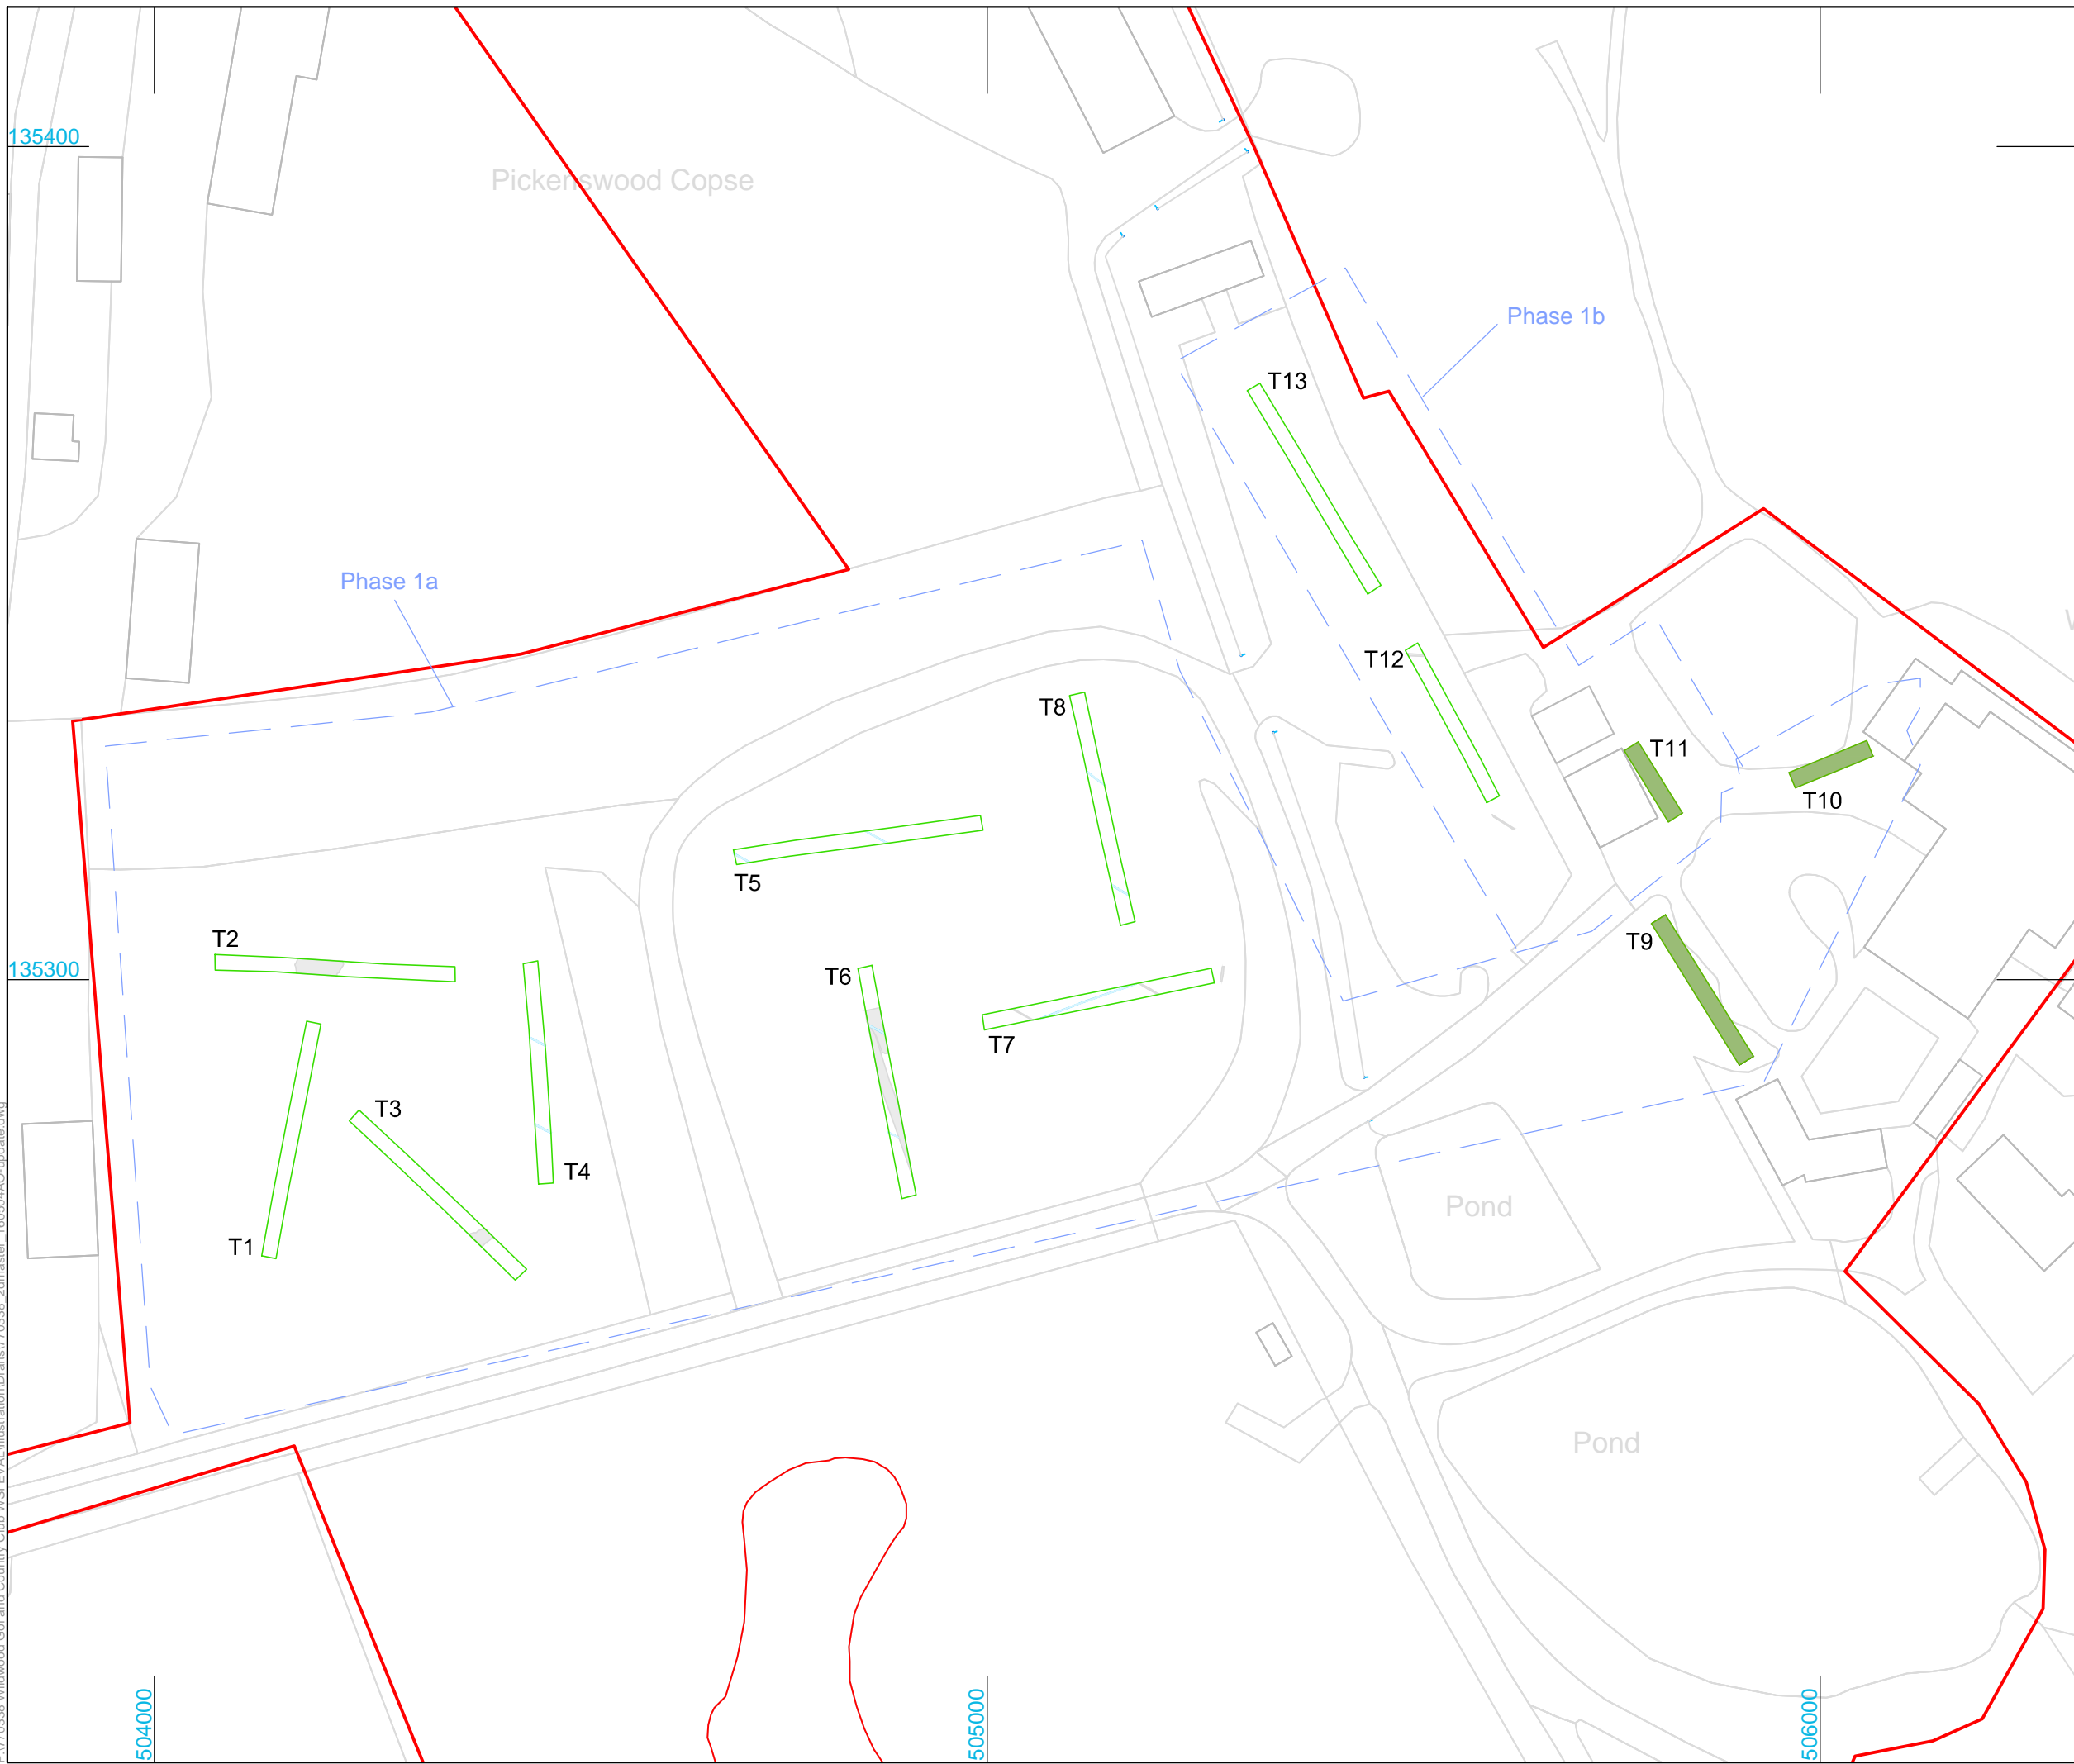 135400
Pickenswood Copse
Phase 1b
T13
Phase 1a
T12
T8
T11
T10
T5
T2
T9
135300
T6
T7
T3
T4
Pond
T1
Pond
504000
505000
506000